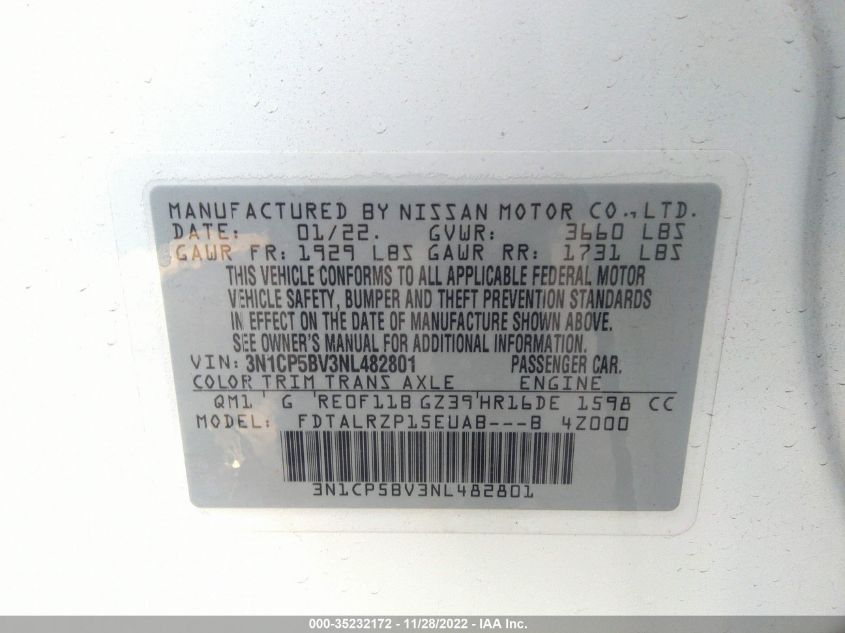 MANUFACTURED BY NISSAN MOTOR CO., LTD.
DATE: 01/22. GVWR: 3660 LBS
GAWR FR: 1929 LBS GAWR RR: 1731 LBS
THIS VEHICLE CONFORMS TO ALL APPLICABLE FEDERAL MOTOR
VEHICLE SAFETY, BUMPER AND THEFT PREVENTION STANDARDS
IN EFFECT ON THE DATE OF MANUFACTURE SHOWN ABOVE.
SEE OWNER'S MANUAL FOR ADDITIONAL INFORMATION.
VIN: 3N1CP5BV3NL482801 PASSENGER CAR.
COLOR TRIM TRANS AXLE ENGINE
QM1 ' G ' RE0F11B GZ39 ' HR16DE 1598 CC
MODEL: FDTALRZP15EUAB---B 4Z000
3N1CP5BV3NL482801
000-35232172 - 11/28/2022 - IAA Inc.